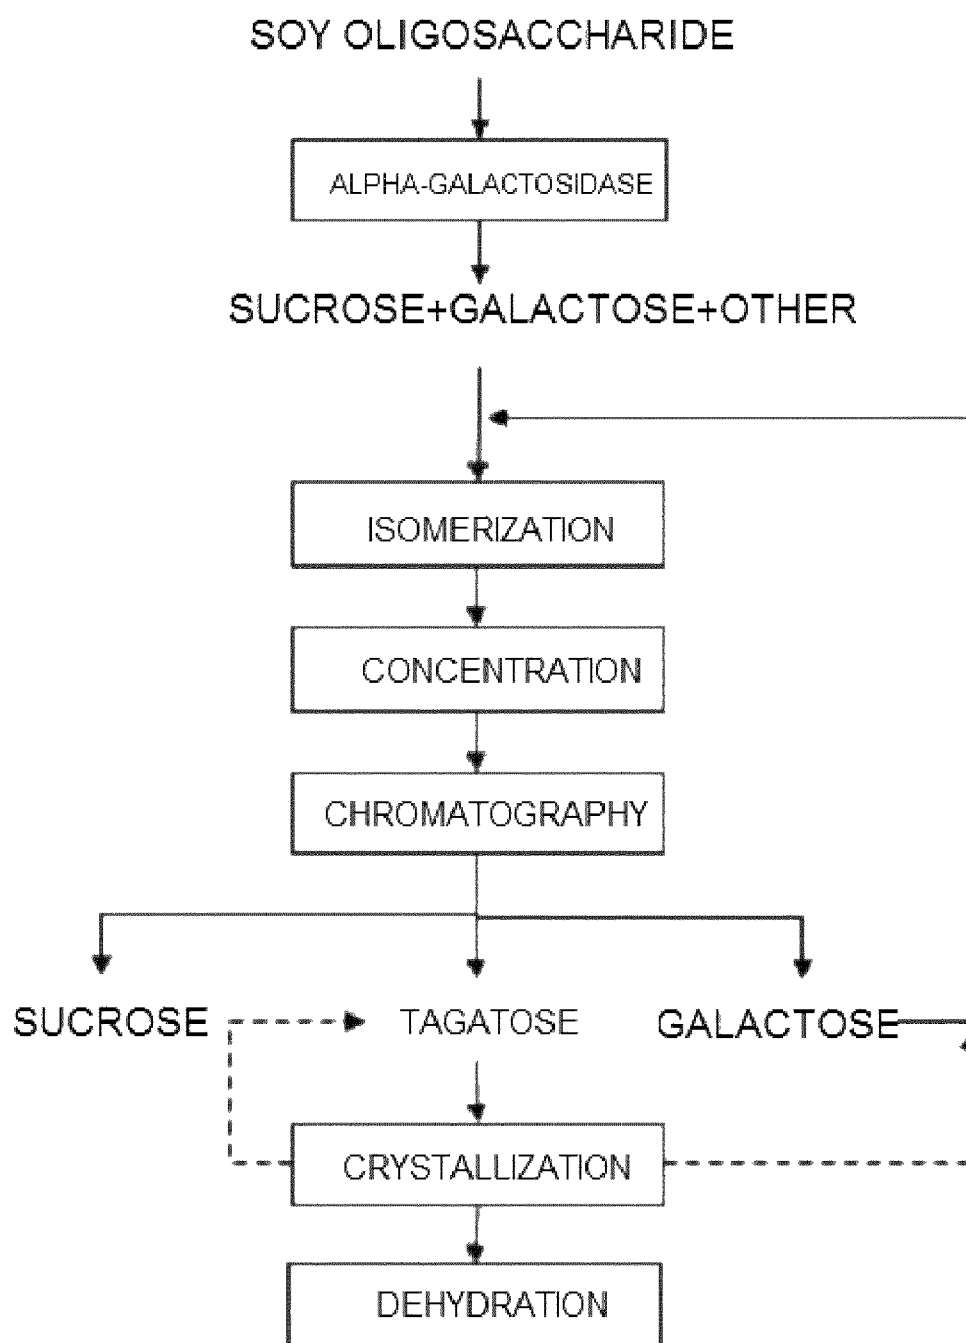 SOY OLIGOSACCHARIDE
ALPHA-GALACTOSIDASE
SUCROSE+GALACTOSE+OTHER
ISOMERIZATION
CONCENTRATION
CHROMATOGRAPHY
SUCROSE
TAGATOSE
GALACTOSE
CRYSTALLIZATION
DEHYDRATION